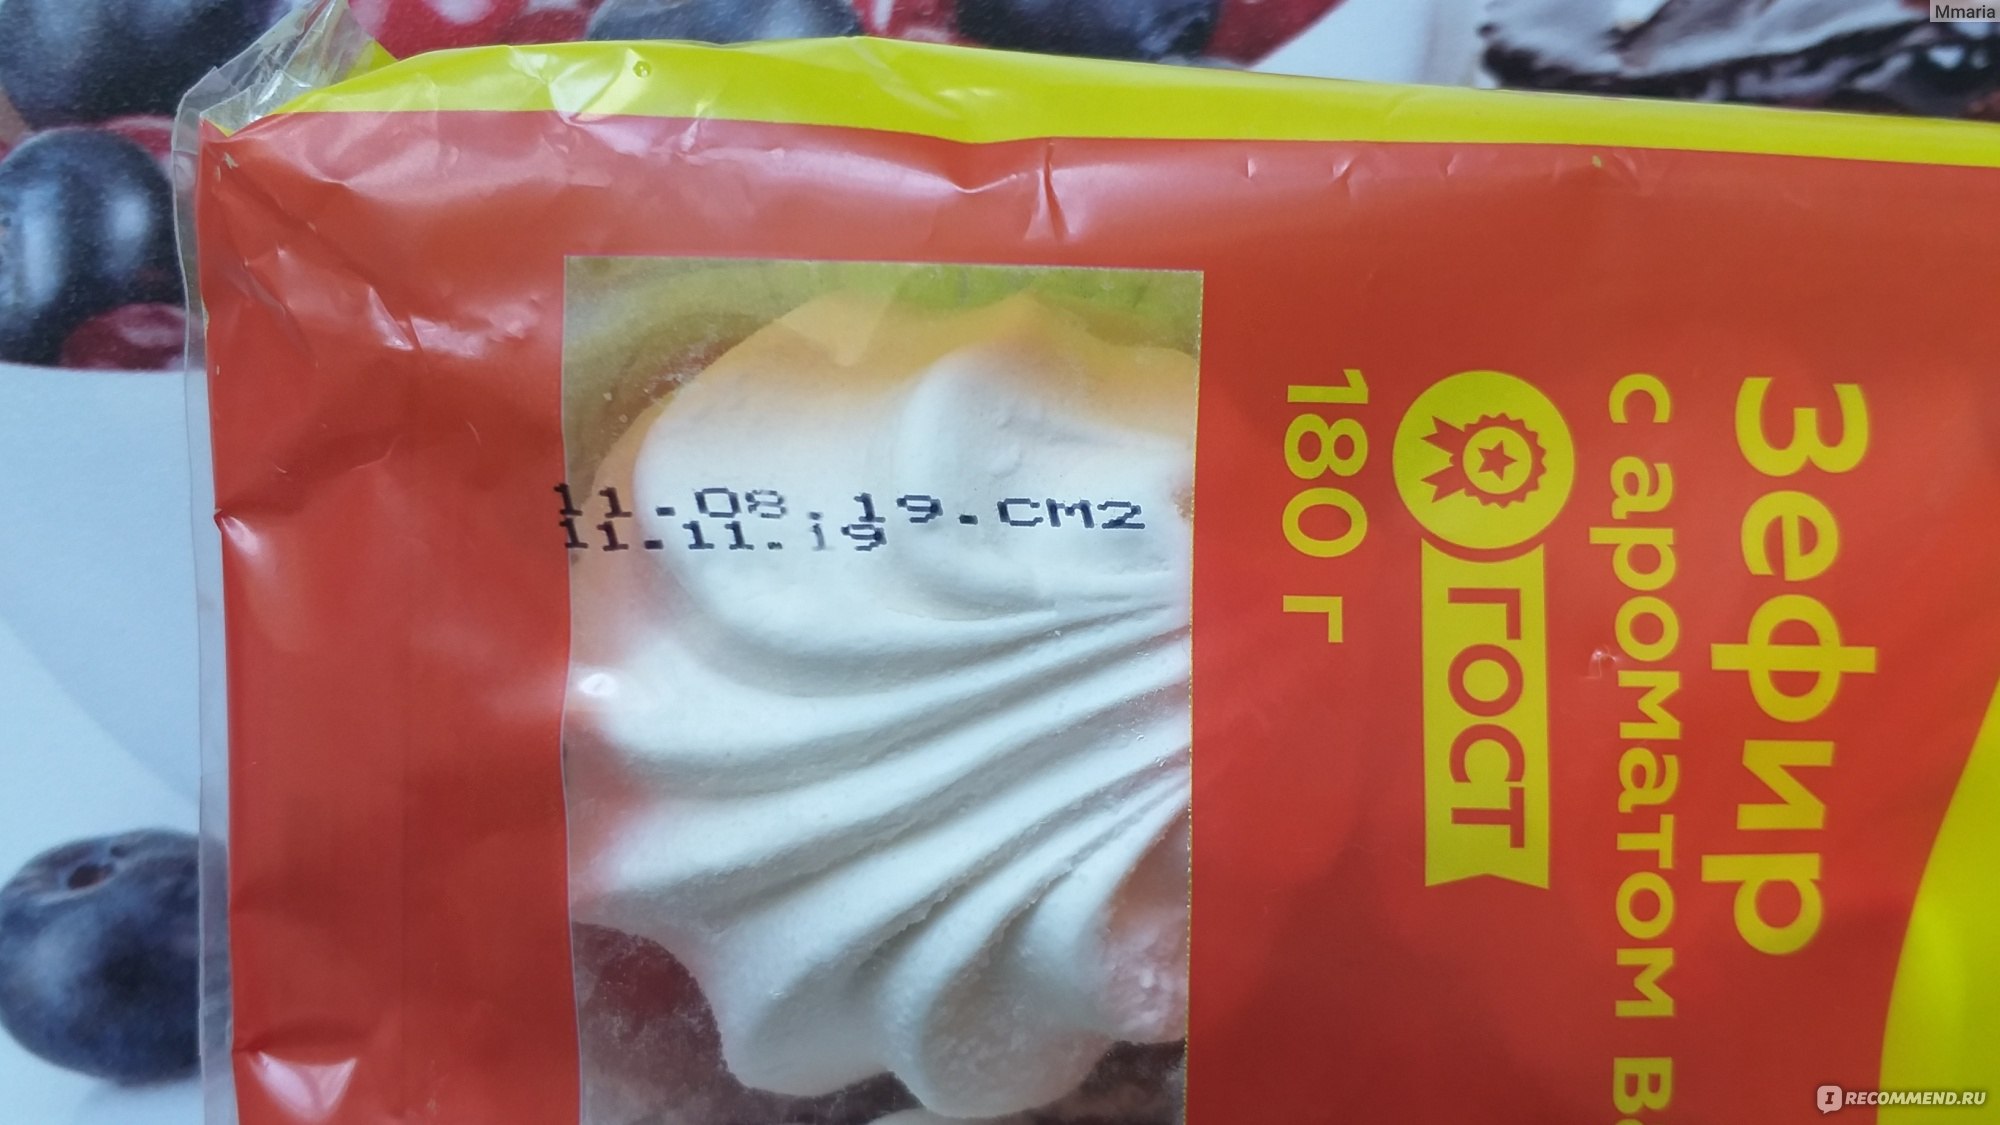 Mmaria
Зефир
с ароматом
ГОСТ
180 г
11.08.19.СМ2
11.11.19
IRECOMMEND.RU